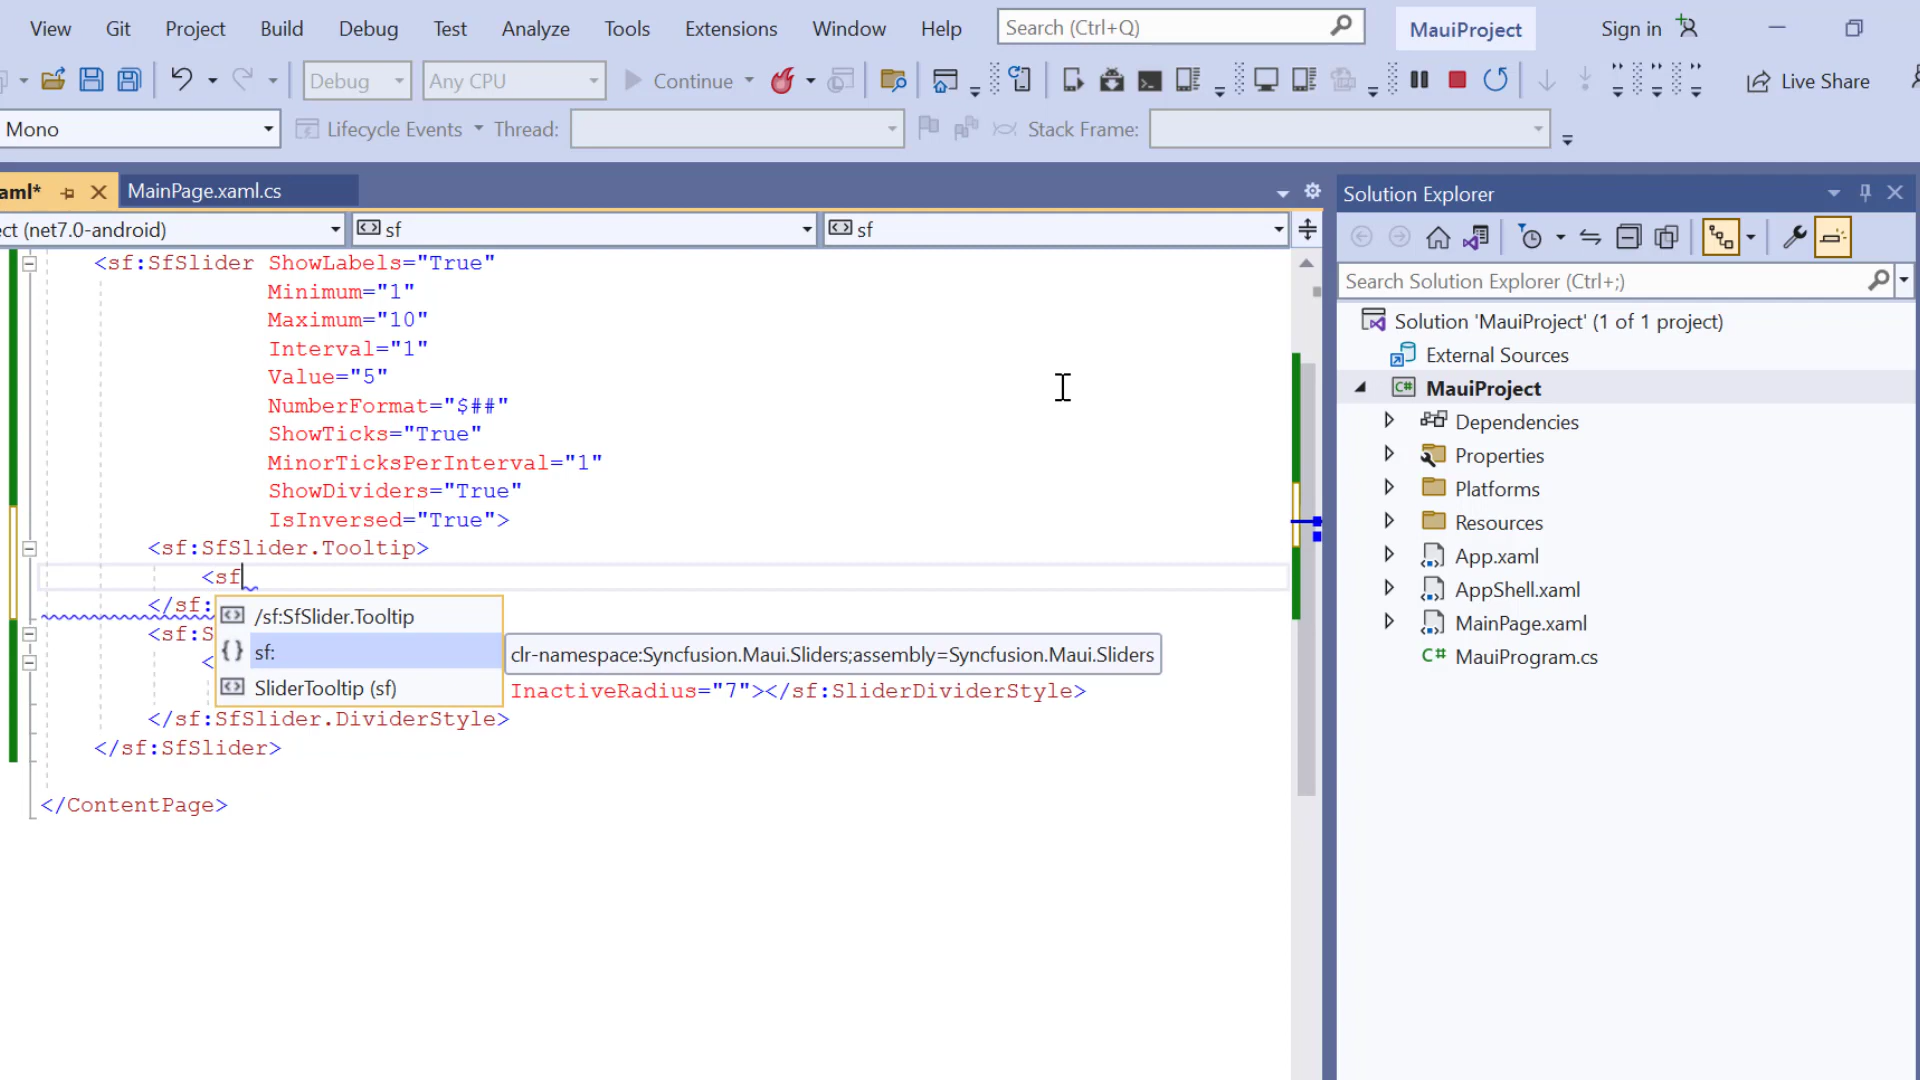 View Git Project Build Debug Test Analyze Tools Extensions Window Help Search (Ctrl+Q) MauiProject Sign in
Debug Any CPU Continue Live Share
Mono Lifecycle Events Thread: Stack Frame:
aml* MainPage.xaml.cs
ct (net7.0-android) sf sf
<sf:SfSlider ShowLabels="True"
Minimum="1"
Maximum="10"
Interval="1"
Value="5"
NumberFormat="$##"
ShowTicks="True"
MinorTicksPerInterval="1"
ShowDividers="True"
IsInversed="True">
<sf:SfSlider.Tooltip>
<sf
</sf:
/sf:SfSlider.Tooltip
<sf:S
sf:
clr-namespace:Syncfusion.Maui.Sliders;assembly=Syncfusion.Maui.Sliders
<
SliderTooltip (sf)
InactiveRadius="7"></sf:SliderDividerStyle>
</sf:SfSlider.DividerStyle>
</sf:SfSlider>
</ContentPage>
Solution Explorer
Search Solution Explorer (Ctrl+;)
Solution 'MauiProject' (1 of 1 project)
External Sources
MauiProject
Dependencies
Properties
Platforms
Resources
App.xaml
AppShell.xaml
MainPage.xaml
MauiProgram.cs